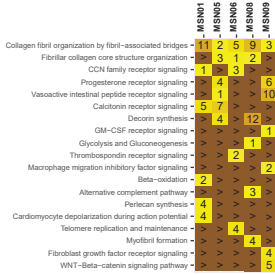 MSN01 MSN05 MSN06 MSN08 MSN09
Collagen fibril organization by fibril−associated bridges 11 2 5 9 3
Fibrillar collagen core structure organization > 3 1 2 >
CCN family receptor signaling 1 > 3 > >
Progesterone receptor signaling > 4 > > 6
Vasoactive intestinal peptide receptor signaling > 1 > > 10
Calcitonin receptor signaling 5 7 > > >
Decorin synthesis > 4 > 12 >
GM−CSF receptor signaling > > > > 1
Glycolysis and Gluconeogenesis > > > 1 >
Thrombospondin receptor signaling > > 2 > >
Macrophage migration inhibitory factor signaling > > > > 2
Beta−oxidation 2 > > > >
Alternative complement pathway > > > 3 >
Perlecan synthesis 4 > > > >
Cardiomyocyte depolarization during action potential 4 > > > >
Telomere replication and maintenance > > 4 > >
Myofibril formation > > > 4 >
Fibroblast growth factor receptor signaling > > > > 4
WNT−Beta−catenin signaling pathway > > > > 5